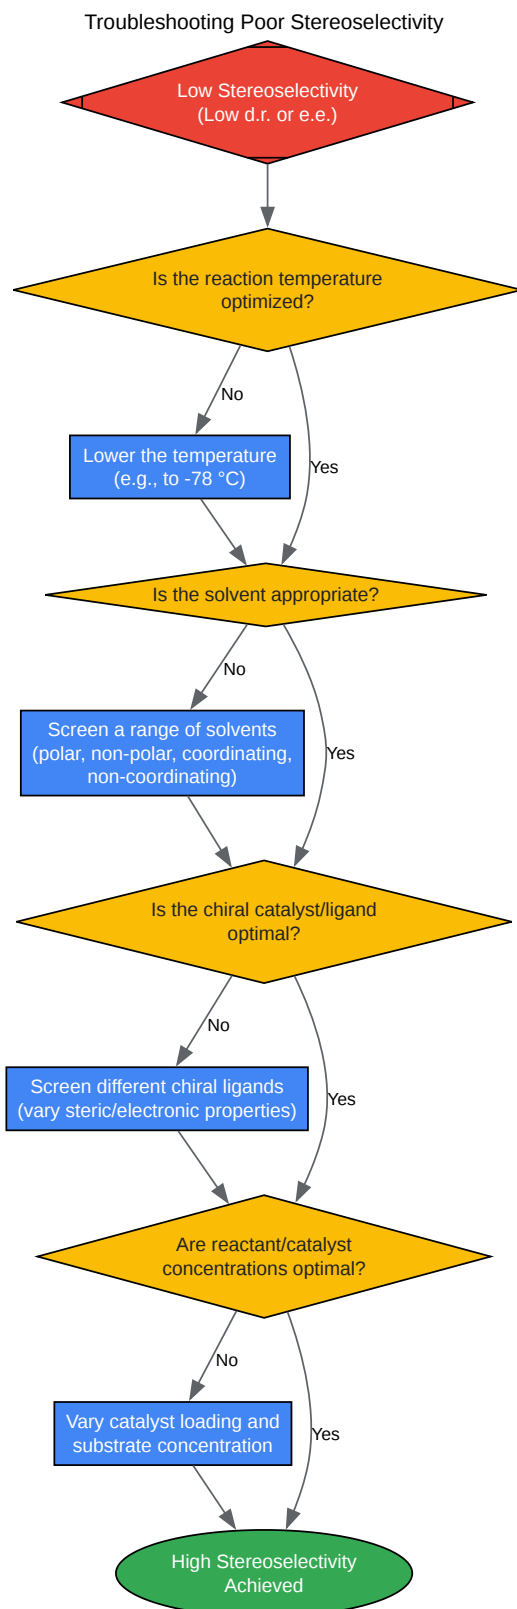 Troubleshooting Poor Stereoselectivity
Low Stereoselectivity
(Low d.r. or e.e.)
Is the reaction temperature
optimized?
No
Lower the temperature
(e.g., to -78 °C)
Yes
Is the solvent appropriate?
No
Screen a range of solvents
(polar, non-polar, coordinating,
non-coordinating)
Yes
Is the chiral catalyst/ligand
optimal?
No
Screen different chiral ligands
(vary steric/electronic properties)
Yes
Are reactant/catalyst
concentrations optimal?
No
Vary catalyst loading and
substrate concentration
Yes
High Stereoselectivity
Achieved